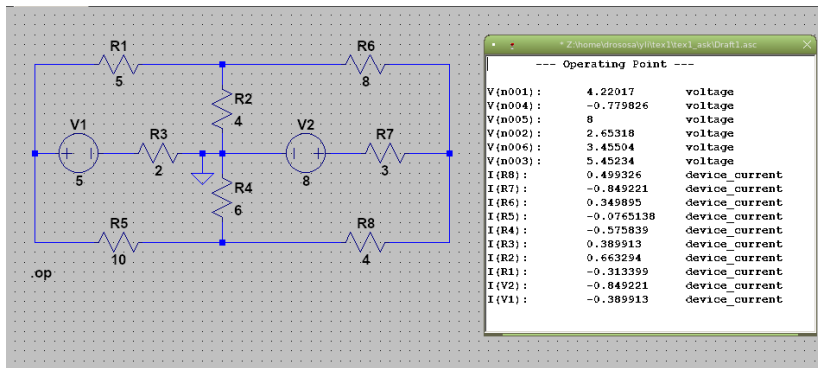 R1
5
R6
8
R2
4
V1
5
R3
2
V2
8
R7
3
R4
6
R5
10
R8
4
.op
* Z:\home\drososa\yli\tex1\tex1_ask\Draft1.asc
--- Operating Point ---
V(n001): 4.22017 voltage
V(n004): -0.779826 voltage
V(n005): 8 voltage
V(n002): 2.65318 voltage
V(n006): 3.45504 voltage
V(n003): 5.45234 voltage
I(R8): 0.499326 device_current
I(R7): -0.849221 device_current
I(R6): 0.349895 device_current
I(R5): -0.0765138 device_current
I(R4): -0.575839 device_current
I(R3): 0.389913 device_current
I(R2): 0.663294 device_current
I(R1): -0.313399 device_current
I(V2): -0.849221 device_current
I(V1): -0.389913 device_current